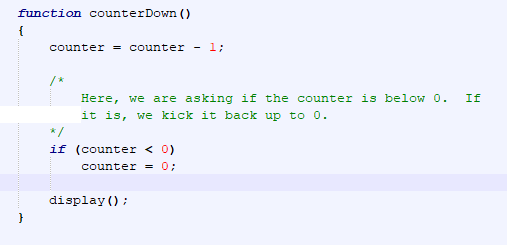 function counterDown()
{
    counter = counter - 1;

    /*
        Here, we are asking if the counter is below 0.  If
        it is, we kick it back up to 0.
    */
    if (counter < 0)
        counter = 0;

    display();
}